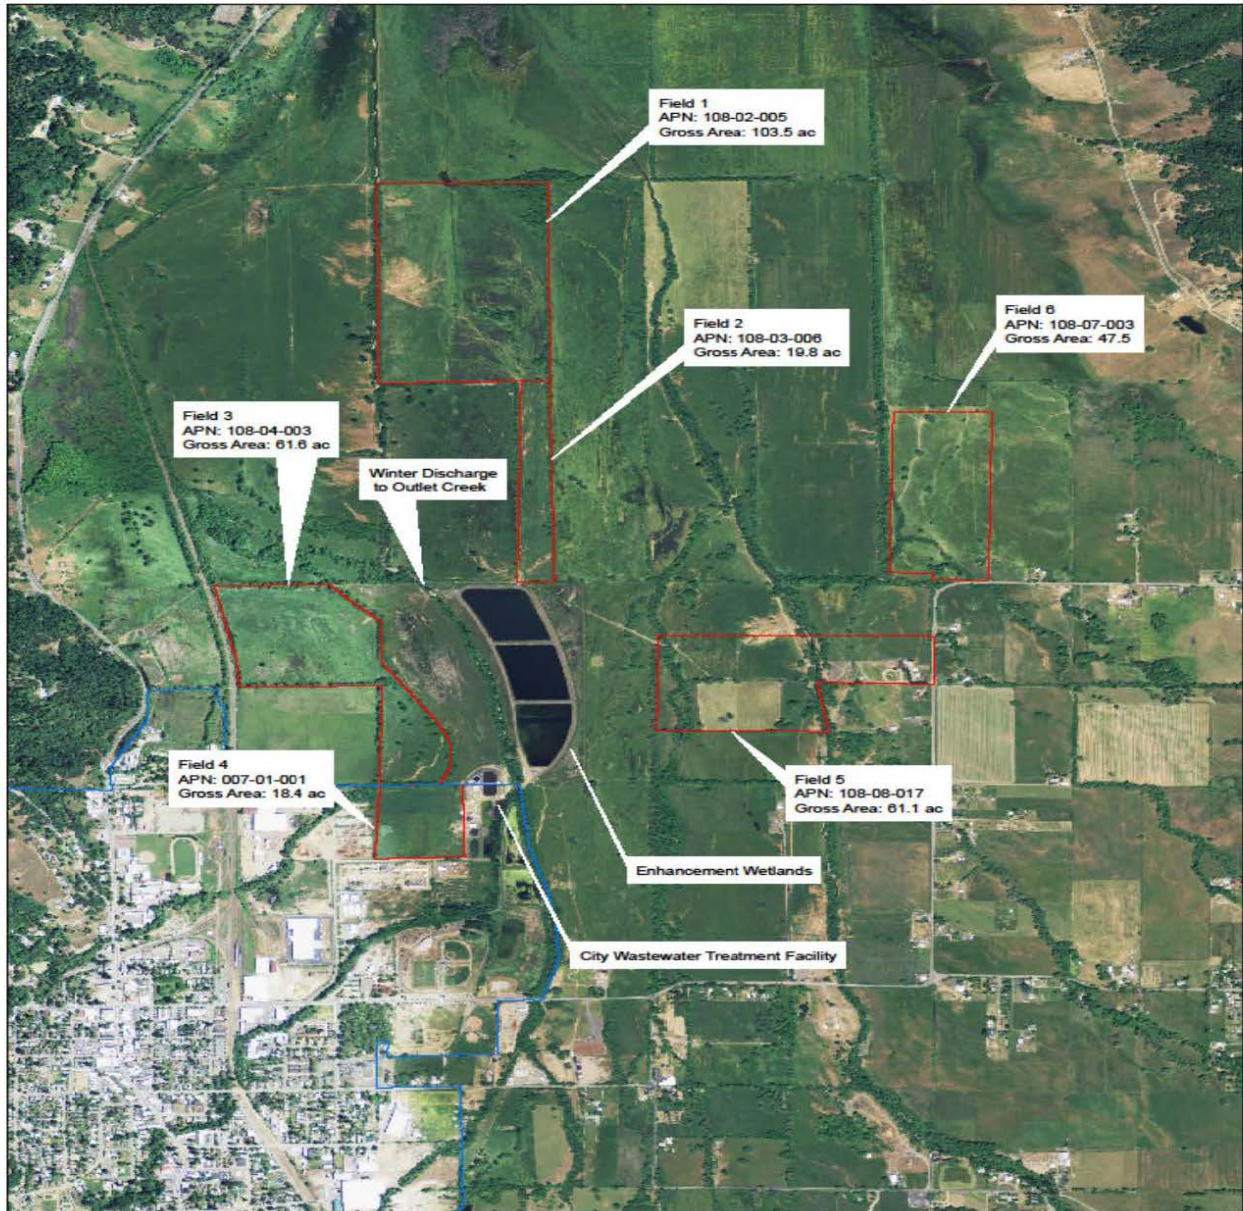 Field 1
APN: 108-02-005
Gross Area: 103.5 ac
Field 2
APN: 108-03-006
Gross Area: 19.8 ac
Field 6
APN: 108-07-003
Gross Area: 47.5
Field 3
APN: 108-04-003
Gross Area: 61.6 ac
Winter Discharge
to Outlet Creek
Field 4
APN: 007-01-001
Gross Area: 18.4 ac
Field 5
APN: 108-08-017
Gross Area: 61.1 ac
Enhancement Wetlands
City Wastewater Treatment Facility